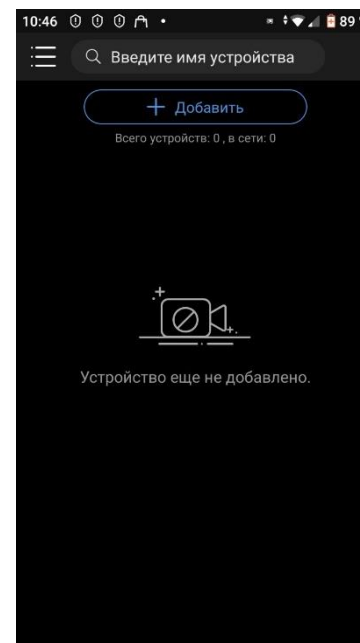 10:46
89
Введите имя устройства
Добавить
Всего устройств: 0 , в сети: 0
Устройство еще не добавлено.